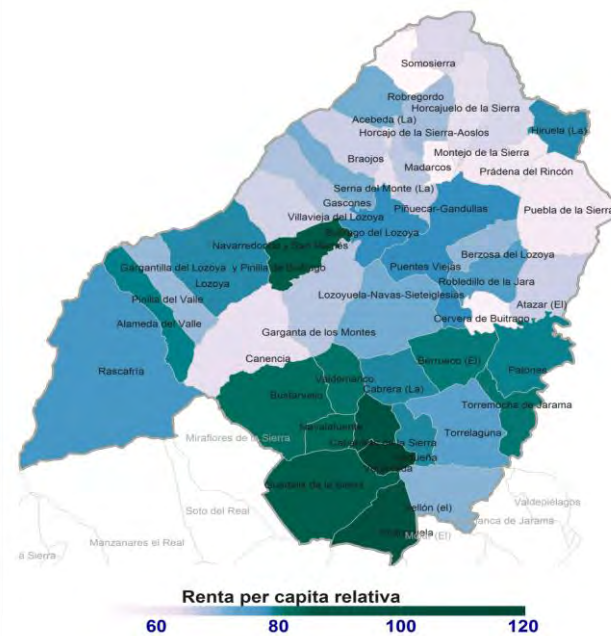 Somosierra
Robregordo
Horcajuelo de la Sierra
Acebeda (La)
Hiruela (La)
Horcajo de la Sierra-Aoslos
Montejo de la Sierra
Braojos
Madarcos
Prádena del Rincón
Serna del Monte (La)
Gascones
Piñuecar-Gandullas
Puebla de la Sierra
Villavieja del Lozoya
Buitrago del Lozoya
Navarredonda y San Mamés
Berzosa del Lozoya
Gargantilla del Lozoya y Pinilla de Buitrago
Puentes Viejas
Robledillo de la Jara
Lozoya
Pinilla del Valle
Lozoyuela-Navas-Sieteiglesias
Atazar (El)
Cervera de Buitrago
Alameda del Valle
Garganta de los Montes
Canencia
Berrueco (El)
Patones
Rascafría
Valdemanco
Cabrera (La)
Bustarviejo
Torremocha de Jarama
Navalafuente
Miraflores de la Sierra
de la Sierra
Torrelaguna
Guadalix de la Sierra
Vellón (el)
Valdepiélagos
Soto del Real
Manzanares el Real
a Sierra
Renta per capita relativa
60 80 100 120